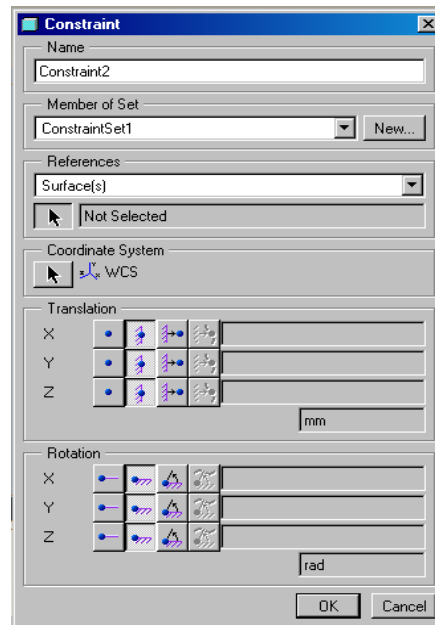 Constraint
Name
Constraint2
Member of Set
ConstraintSet1
New...
References
Surface(s)
Not Selected
Coordinate System
WCS
Translation
X
Y
Z
mm
Rotation
X
Y
Z
rad
OK Cancel